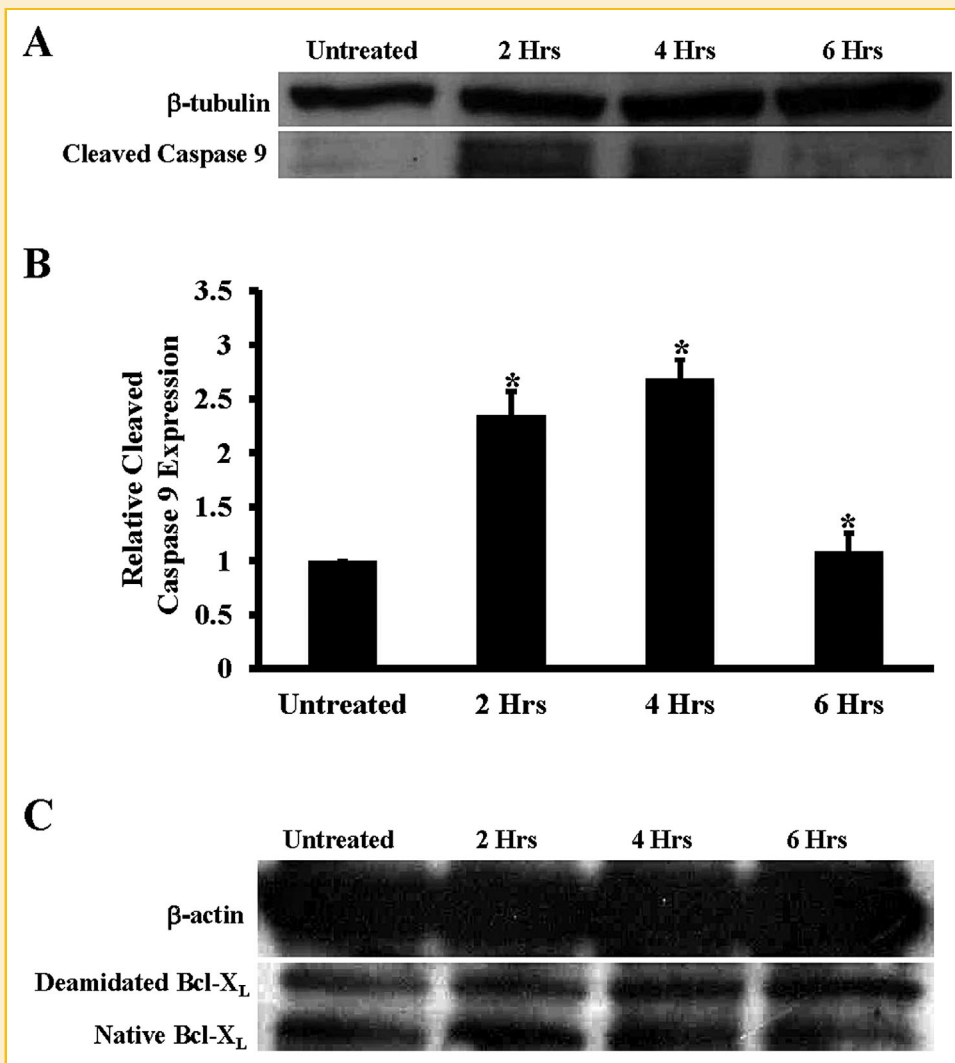 A
Untreated 2 Hrs 4 Hrs 6 Hrs
β-tubulin
Cleaved Caspase 9
B
Relative Cleaved
Caspase 9 Expression
3.5
3
2.5
2
1.5
1
0.5
0
* * *
Untreated 2 Hrs 4 Hrs 6 Hrs
C
Untreated 2 Hrs 4 Hrs 6 Hrs
β-actin
Deamidated Bcl-X_L
Native Bcl-X_L